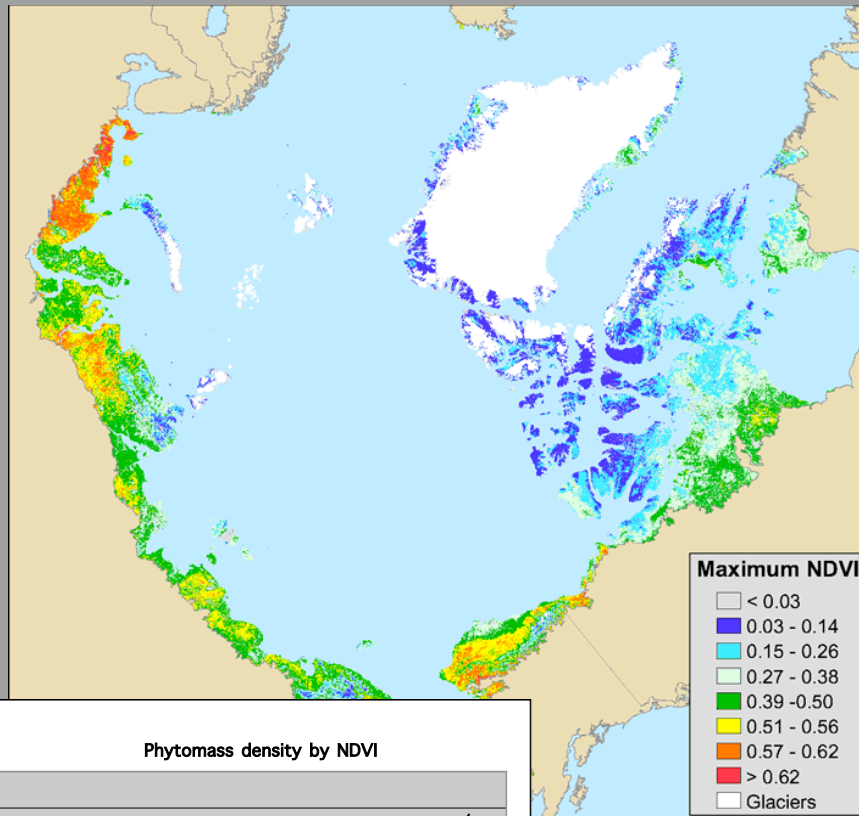 Maximum NDVI
< 0.03
0.03 - 0.14
0.15 - 0.26
0.27 - 0.38
0.39 -0.50
0.51 - 0.56
0.57 - 0.62
> 0.62
Glaciers
Phytomass density by NDVI